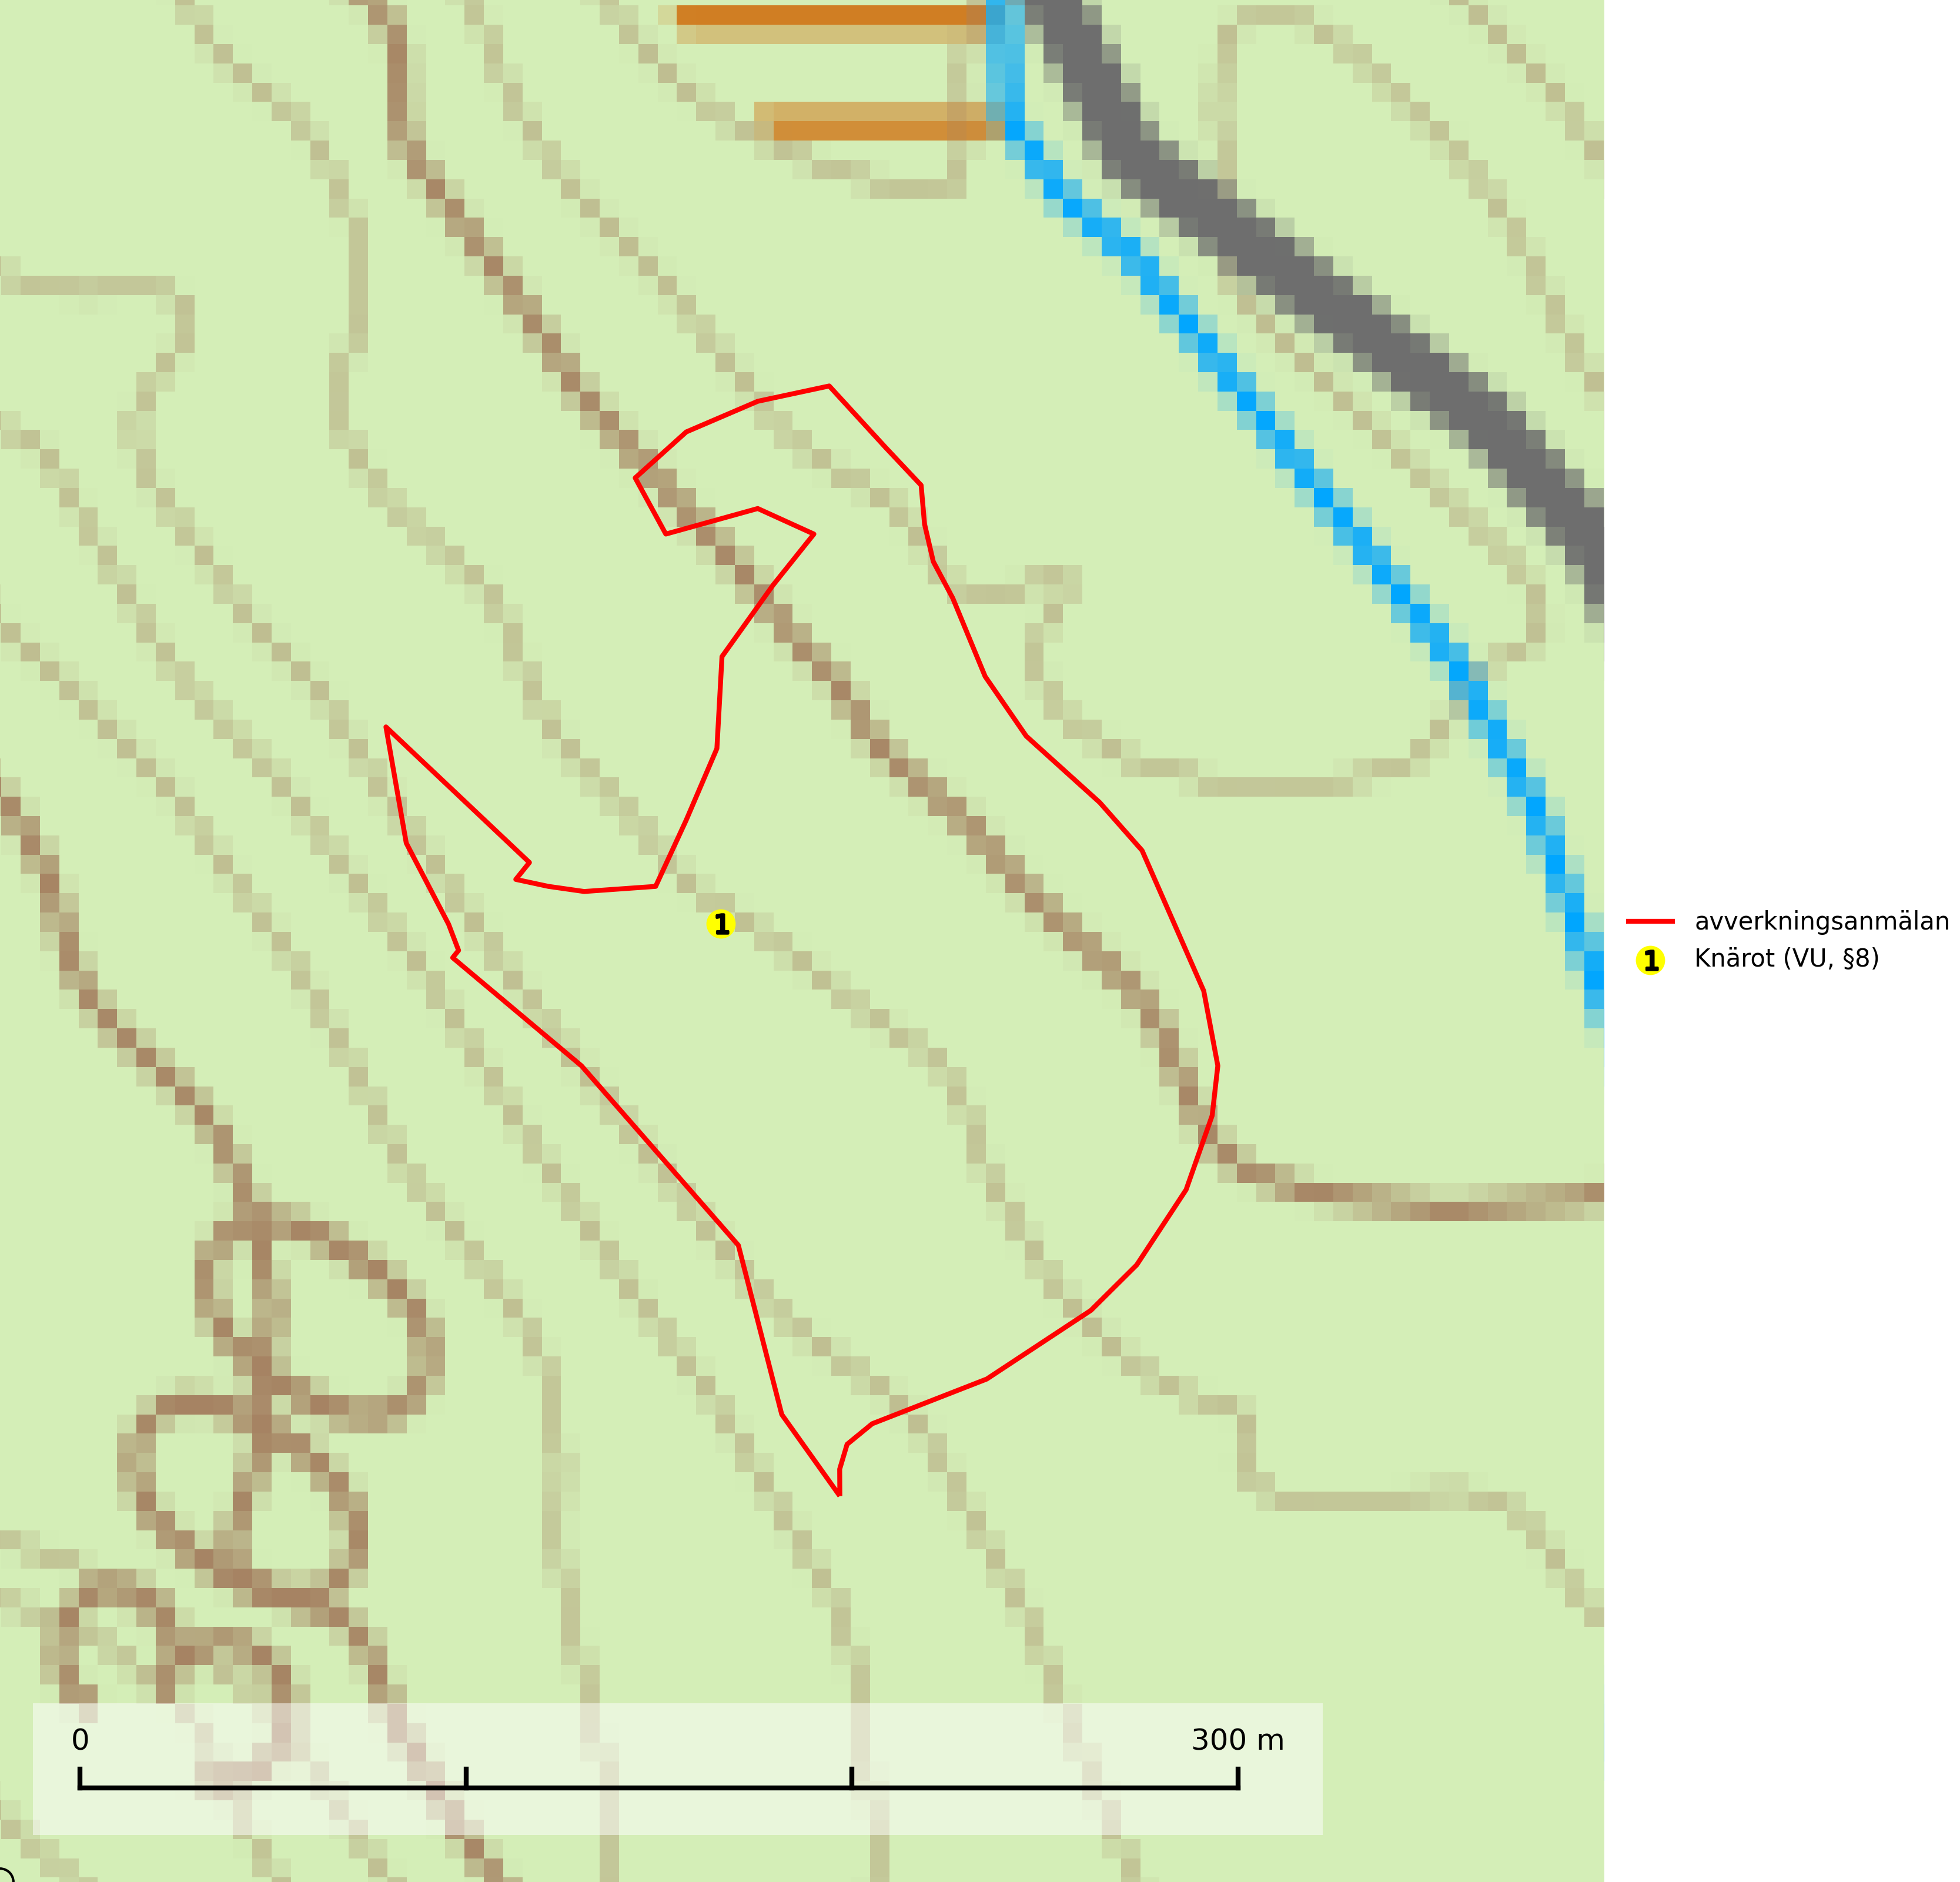 1
avverkningsanmälan
1 Knärot (VU, §8)
0 300 m